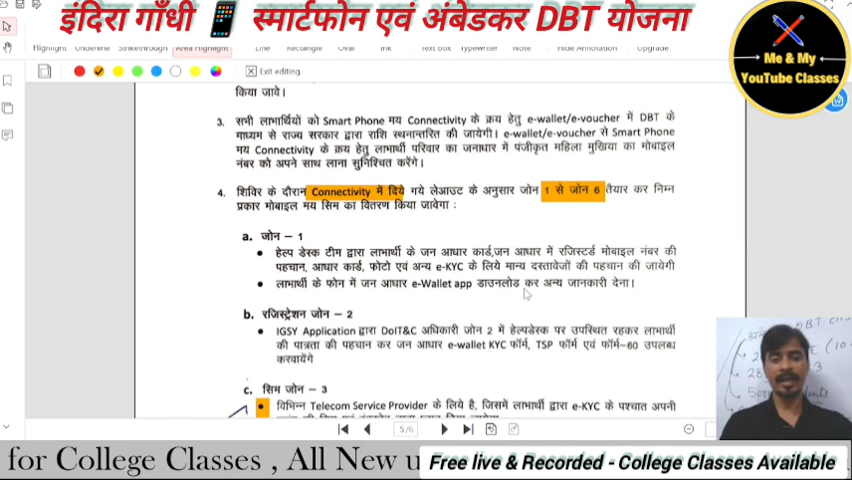 इंदिरा गाँधी स्मार्टफोन एवं अंबेडकर DBT योजना
Highlight Underline Strikethrough Area Highlight Line Rectangle Oval Ink Text box Typewriter Note Hide Annotation Upgrade
Exit editing
Me & My
YouTube Classes
किया जावे।
3. सभी लाभार्थियों को Smart Phone मय Connectivity के क्रय हेतु e-wallet/e-voucher में DBT के
माध्यम से राज्य सरकार द्वारा राशि स्थनान्तरित की जायेगी। e-wallet/e-voucher से Smart Phone
मय Connectivity के क्रय हेतु लाभार्थी परिवार का जनाधार में पंजीकृत महिला मुखिया का मोबाइल
नंबर को अपने साथ लाना सुनिश्चित करेंगे।
4. शिविर के दौरान Connectivity में दिये गये लेआउट के अनुसार जोन 1 से जोन 6 तैयार कर निम्न
प्रकार मोबाइल मय सिम का वितरण किया जावेगा :
a. जोन – 1
• हेल्प डेस्क टीम द्वारा लाभार्थी के जन आधार कार्ड,जन आधार में रजिस्टर्ड मोबाइल नंबर की
पहचान, आधार कार्ड, फोटो एवं अन्य e-KYC के लिये मान्य दस्तावेजों की पहचान की जायेगी
• लाभार्थी के फोन में जन आधार e-Wallet app डाउनलोड कर अन्य जानकारी देना।
b. रजिस्ट्रेशन जोन – 2
• IGSY Application द्वारा DoIT&C अधिकारी जोन 2 में हेल्पडेस्क पर उपस्थित रहकर लाभार्थी
की पात्रता की पहचान कर जन आधार e-wallet KYC फॉर्म, TSP फॉर्म एवं फॉर्म–60 उपलब्ध
करवायेंगे
c. सिम जोन – 3
• विभिन्न Telecom Service Provider के लिये है, जिसमें लाभार्थी द्वारा e-KYC के पश्चात अपनी
5/6
for College Classes , All New u
Free live & Recorded - College Classes Available